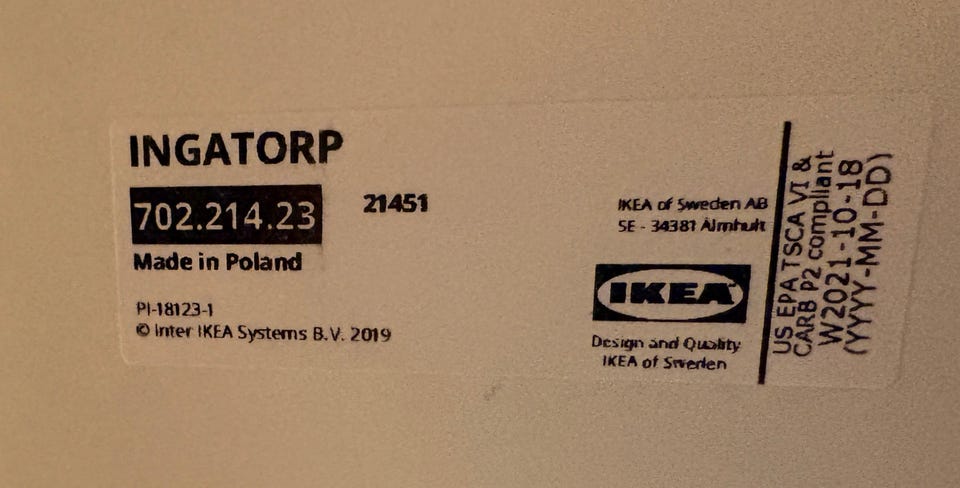 INGATORP
702.214.23
21451
Made in Poland
PI-18123-1
© Inter IKEA Systems B.V. 2019
IKEA of Sweden AB
SE - 34381 Älmhult
IKEA
Design and Quality
IKEA of Sweden
US EPA TSCA VI &
CARB P2 compliant
W2021-10-18
(YYYY-MM-DD)